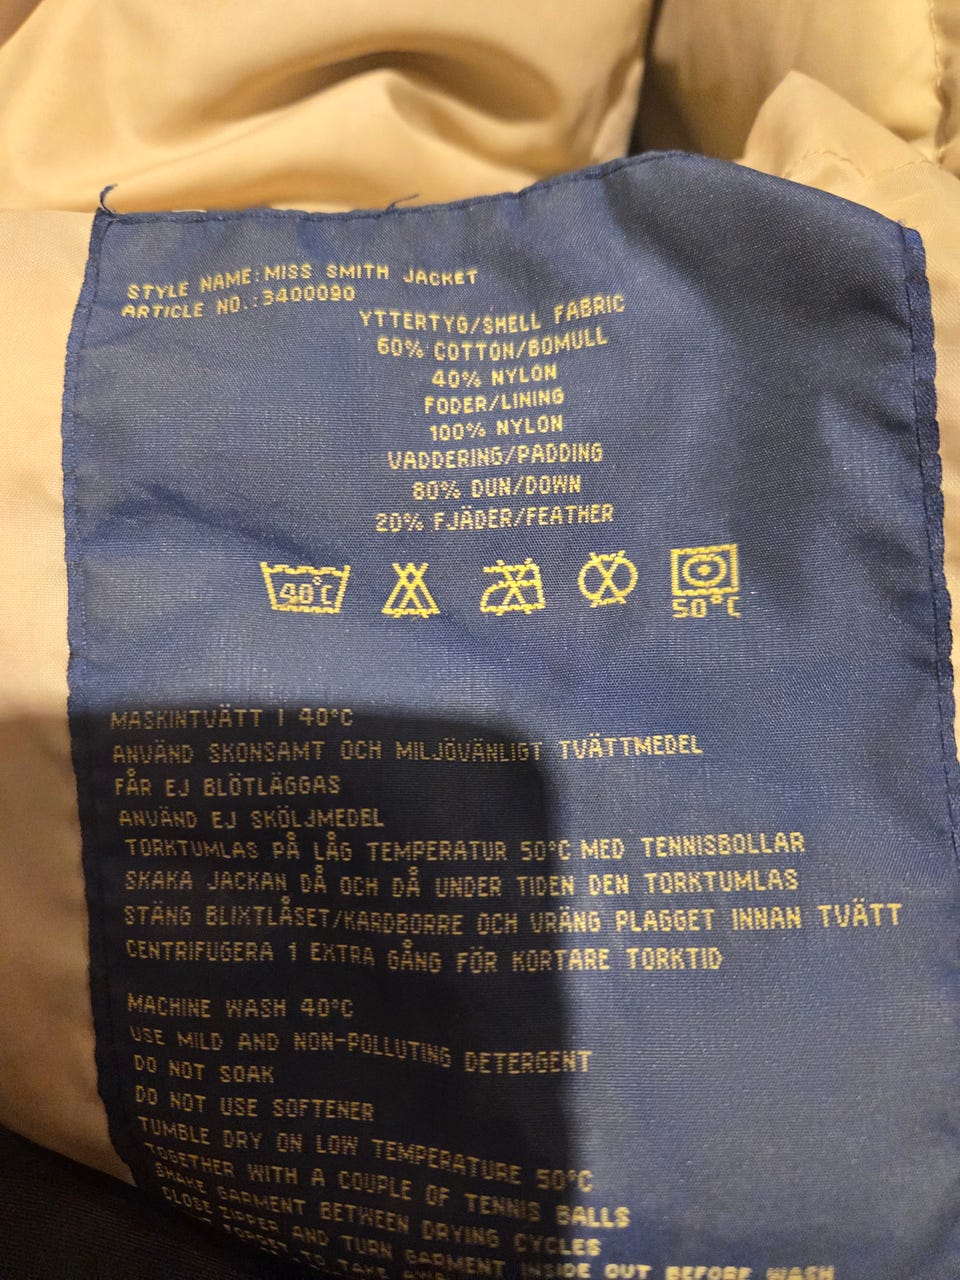 STYLE NAME:MISS SMITH JACKET
ARTICLE NO.:3400090
YTTERTYG/SHELL FABRIC
60% COTTON/BOMULL
40% NYLON
FODER/LINING
100% NYLON
VADDERING/PADDING
80% DUN/DOWN
20% FJÄDER/FEATHER
40°C
50°C
MASKINTVÄTT I 40°C
ANVÄND SKONSAMT OCH MILJÖVÄNLIGT TVÄTTMEDEL
FÅR EJ BLÖTLÄGGAS
ANVÄND EJ SKÖLJMEDEL
TORKTUMLAS PÅ LÅG TEMPERATUR 50°C MED TENNISBOLLAR
SKAKA JACKAN DÅ OCH DÅ UNDER TIDEN DEN TORKTUMLAS
STÄNG BLIXTLÅSET/KARDBORRE OCH VRÄNG PLAGGET INNAN TVÄTT
CENTRIFUGERA 1 EXTRA GÅNG FÖR KORTARE TORKTID
MACHINE WASH 40°C
USE MILD AND NON-POLLUTING DETERGENT
DO NOT SOAK
DO NOT USE SOFTENER
TUMBLE DRY ON LOW TEMPERATURE 50°C
TOGETHER WITH A COUPLE OF TENNIS BALLS
SHAKE GARMENT BETWEEN DRYING CYCLES
CLOSE ZIPPER AND TURN GARMENT INSIDE OUT BEFORE WASH
TO TAKE